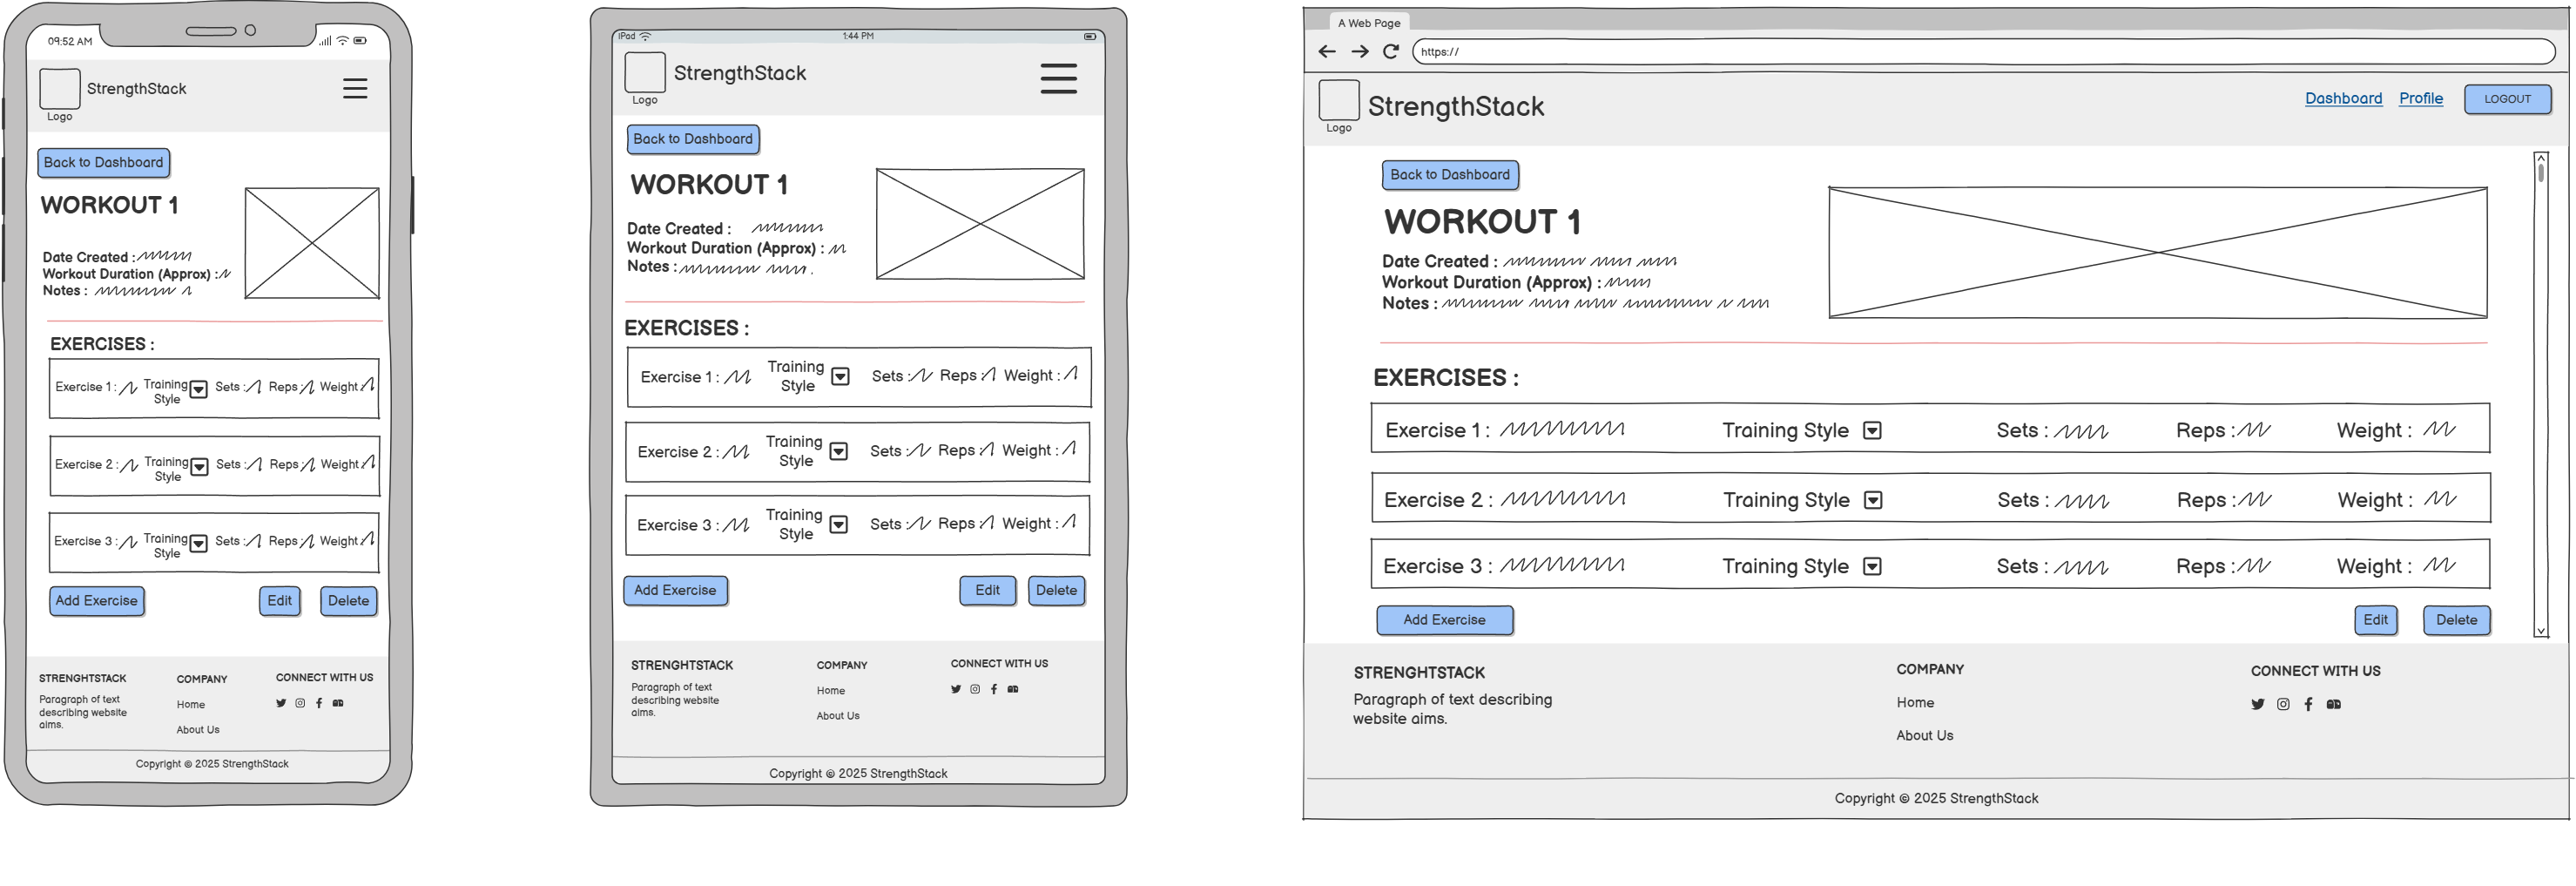 09:52 AM
StrengthStack
Logo
Back to Dashboard
WORKOUT 1
Date Created :
Workout Duration (Approx) :
Notes :
EXERCISES :
Exercise 1 : Training Style Sets : Reps : Weight :
Exercise 2 : Training Style Sets : Reps : Weight :
Exercise 3 : Training Style Sets : Reps : Weight :
Add Exercise Edit Delete
STRENGHTSTACK
Paragraph of text
describing website
aims.
COMPANY
Home
About Us
CONNECT WITH US
Copyright © 2025 StrengthStack
iPad 1:44 PM
StrengthStack
Logo
Back to Dashboard
WORKOUT 1
Date Created :
Workout Duration (Approx) :
Notes :
EXERCISES :
Exercise 1 : Training Style Sets : Reps : Weight :
Exercise 2 : Training Style Sets : Reps : Weight :
Exercise 3 : Training Style Sets : Reps : Weight :
Add Exercise Edit Delete
STRENGHTSTACK
Paragraph of text
describing website
aims.
COMPANY
Home
About Us
CONNECT WITH US
Copyright © 2025 StrengthStack
A Web Page
https://
StrengthStack
Logo
Dashboard Profile LOGOUT
Back to Dashboard
WORKOUT 1
Date Created :
Workout Duration (Approx) :
Notes :
EXERCISES :
Exercise 1 : Training Style Sets : Reps : Weight :
Exercise 2 : Training Style Sets : Reps : Weight :
Exercise 3 : Training Style Sets : Reps : Weight :
Add Exercise Edit Delete
STRENGHTSTACK
Paragraph of text describing
website aims.
COMPANY
Home
About Us
CONNECT WITH US
Copyright © 2025 StrengthStack